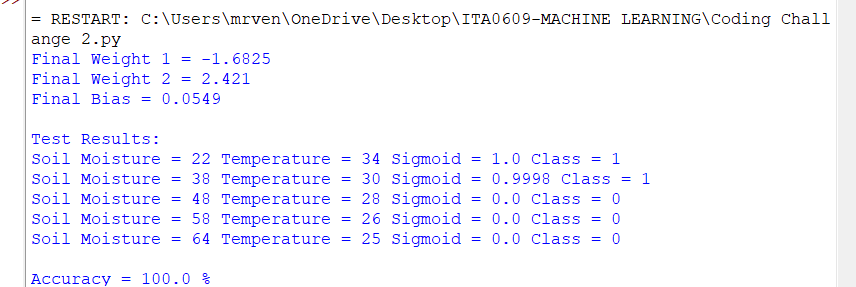 = RESTART: C:\Users\mrven\OneDrive\Desktop\ITA0609-MACHINE LEARNING\Coding Chall
ange 2.py
Final Weight 1 = -1.6825
Final Weight 2 = 2.421
Final Bias = 0.0549
Test Results:
Soil Moisture = 22 Temperature = 34 Sigmoid = 1.0 Class = 1
Soil Moisture = 38 Temperature = 30 Sigmoid = 0.9998 Class = 1
Soil Moisture = 48 Temperature = 28 Sigmoid = 0.0 Class = 0
Soil Moisture = 58 Temperature = 26 Sigmoid = 0.0 Class = 0
Soil Moisture = 64 Temperature = 25 Sigmoid = 0.0 Class = 0
Accuracy = 100.0 %